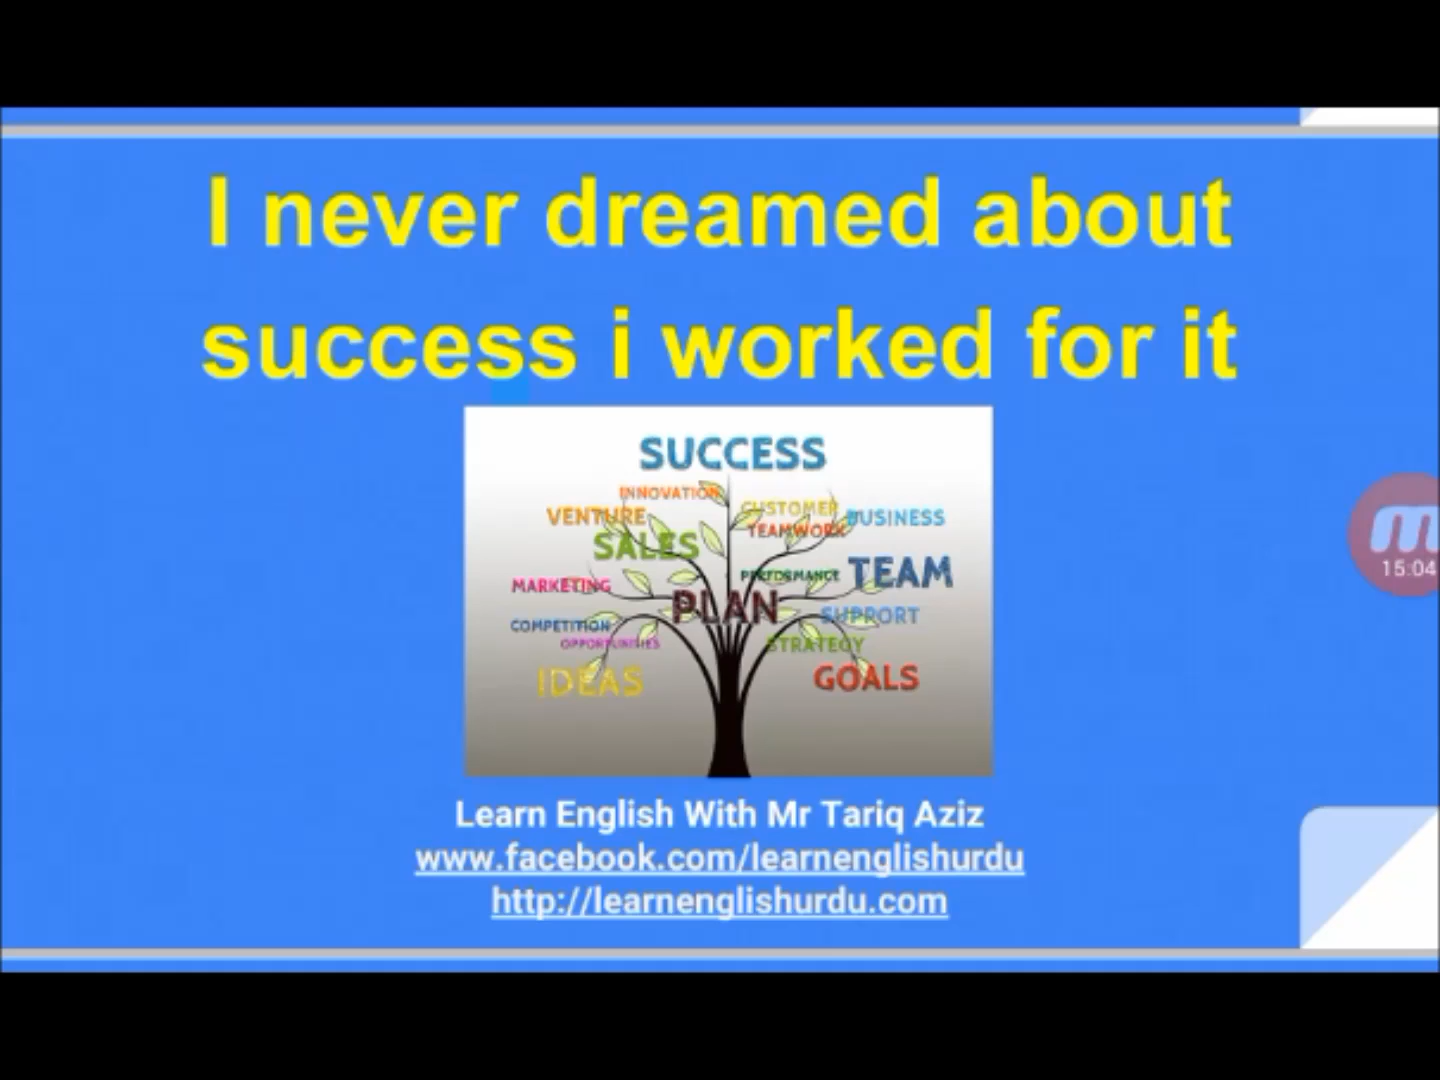 I never dreamed about
success i worked for it
SUCCESS
INNOVATION
VENTURE
CUSTOMER
BUSINESS
TEAMWORK
SALES
PERFORMANCE
TEAM
MARKETING
PLAN
SUPPORT
COMPETITION
OPPORTUNITIES
STRATEGY
IDEAS
GOALS
m
15:04
Learn English With Mr Tariq Aziz
www.facebook.com/learnenglishurdu
http://learnenglishurdu.com